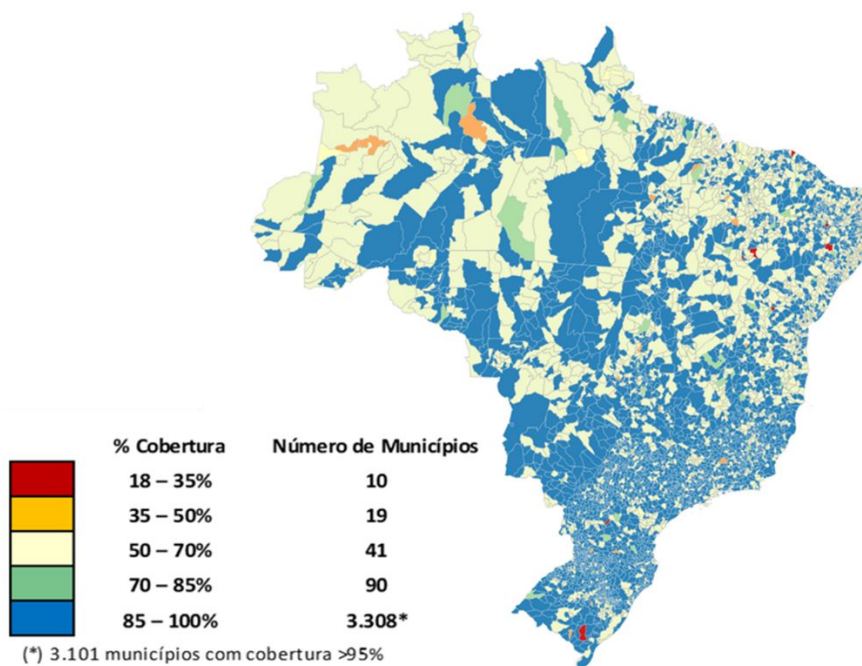 % Cobertura Número de Municípios
18 – 35% 10
35 – 50% 19
50 – 70% 41
70 – 85% 90
85 – 100% 3.308*
(*) 3.101 municípios com cobertura >95%